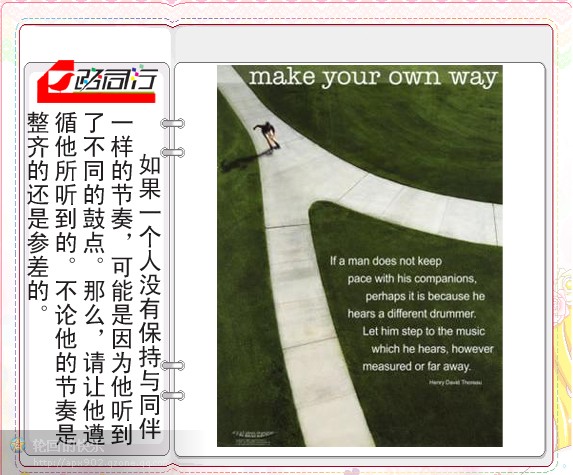 路同行
如果一个人没有保持与同伴
一样的节奏，可能是因为他听到
了不同的鼓点。那么，请让他遵
循他所听到的。不论他的节奏是
整齐的还是参差的。
make your own way
If a man does not keep
pace with his companions,
perhaps it is because he
hears a different drummer.
Let him step to the music
which he hears, however
measured or far away.
Henry David Thoreau
轮回的快乐